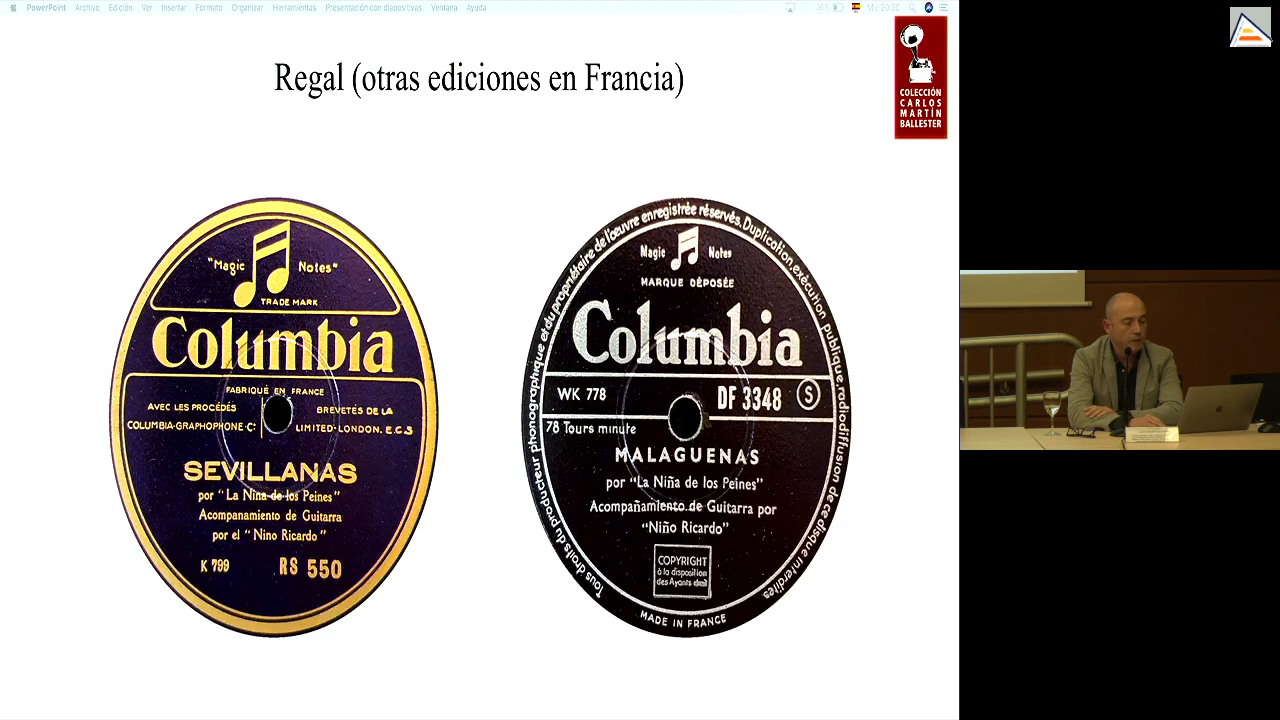 PowerPoint Archivo Edición Ver Insertar Formato Organizar Herramientas Presentación con diapositivas Ventana Ayuda
Regal (otras ediciones en Francia)
COLECCIÓN
CARLOS
MARTÍN
BALLESTER
"Magic Notes"
TRADE MARK
Columbia
FABRIQUÉ EN FRANCE
AVEC LES PROCÉDÉS BREVETÉS DE LA
COLUMBIA-GRAPHOPHONE-Cº LIMITED-LONDON. E.C.3
SEVILLANAS
por "La Nina de los Peines"
Acompanamiento de Guitarra
por el "Nino Ricardo"
K 799 RS 550
Tous droits du producteur phonographique et du propriétaire de l'œuvre enregistrée réservés. Duplication, exécution publique, radiodiffusion de ce disque interdites.
Magic Notes
MARQUE DÉPOSÉE
Columbia
WK 778 DF 3348 S
78 Tours minute
MALAGUENAS
por "La Niña de los Peines"
Acompañamiento de Guitarra por
"Niño Ricardo"
COPYRIGHT
à la disposition
des Ayants droit
MADE IN FRANCE